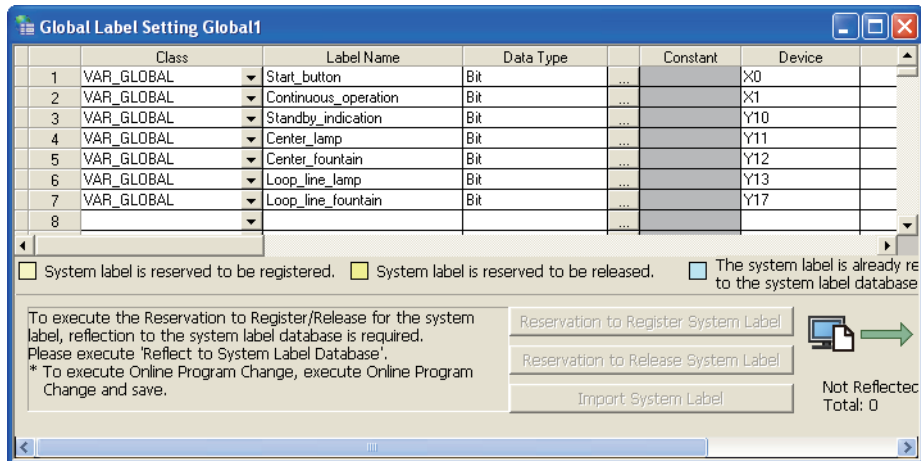 Global Label Setting Global1
Class Label Name Data Type Constant Device
1 VAR_GLOBAL Start_button Bit ... X0
2 VAR_GLOBAL Continuous_operation Bit ... X1
3 VAR_GLOBAL Standby_indication Bit ... Y10
4 VAR_GLOBAL Center_lamp Bit ... Y11
5 VAR_GLOBAL Center_fountain Bit ... Y12
6 VAR_GLOBAL Loop_line_lamp Bit ... Y13
7 VAR_GLOBAL Loop_line_fountain Bit ... Y17
8 ...
System label is reserved to be registered. System label is reserved to be released. The system label is already re
to the system label database
To execute the Reservation to Register/Release for the system
label, reflection to the system label database is required.
Please execute 'Reflect to System Label Database'.
* To execute Online Program Change, execute Online Program
Change and save.
Reservation to Register System Label
Reservation to Release System Label
Import System Label
Not Reflected
Total: 0